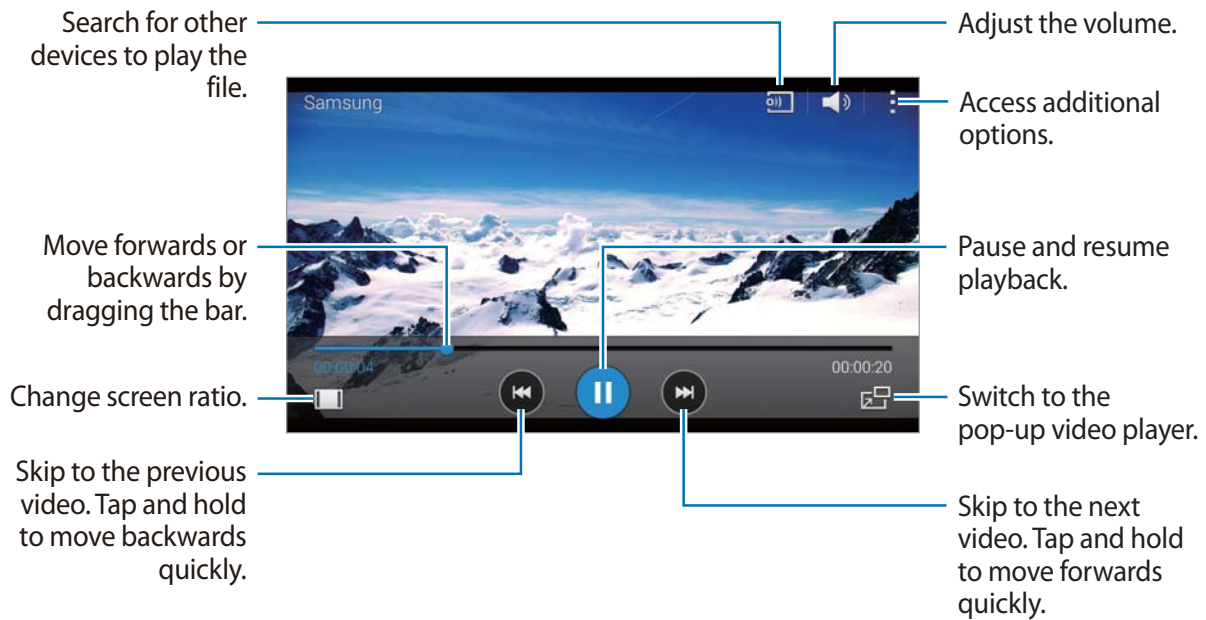 Search for other
devices to play the
file.
Adjust the volume.
Samsung
Access additional
options.
Move forwards or
backwards by
dragging the bar.
Pause and resume
playback.
00:00:04
00:00:20
Change screen ratio.
Switch to the
pop-up video player.
Skip to the previous
video. Tap and hold
to move backwards
quickly.
Skip to the next
video. Tap and hold
to move forwards
quickly.